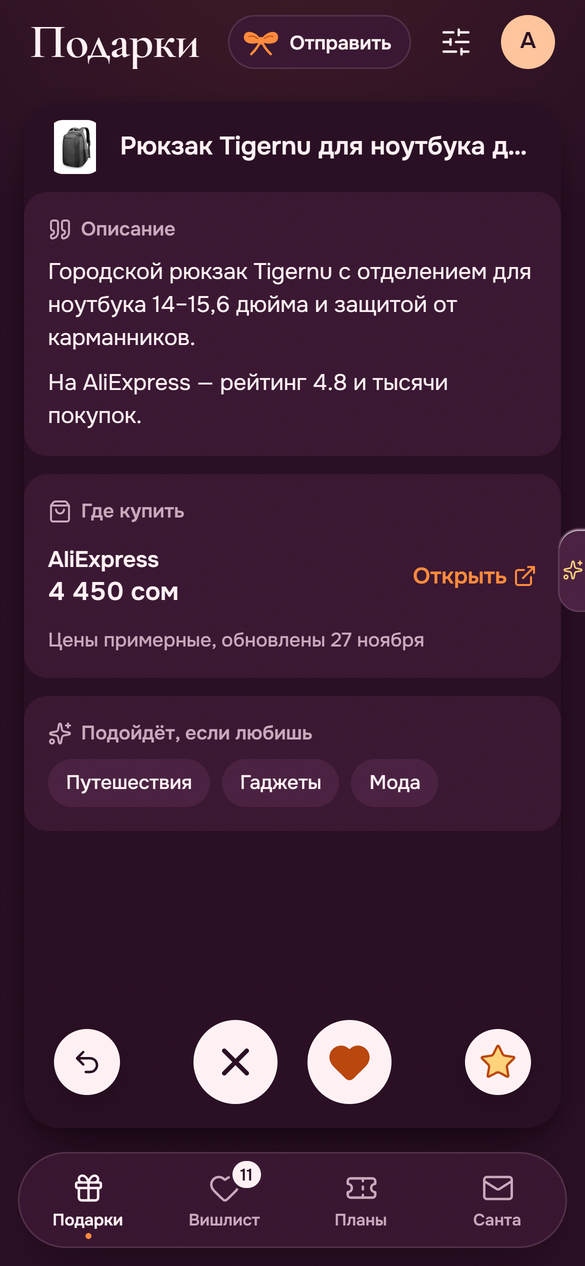 Подарки
Отправить
A
Рюкзак Tigernu для ноутбука д...
Описание
Городской рюкзак Tigernu с отделением для
ноутбука 14–15,6 дюйма и защитой от
карманников.
На AliExpress — рейтинг 4.8 и тысячи
покупок.
Где купить
AliExpress
4 450 сом
Открыть
Цены примерные, обновлены 27 ноября
Подойдёт, если любишь
Путешествия
Гаджеты
Мода
11
Подарки
Вишлист
Планы
Санта